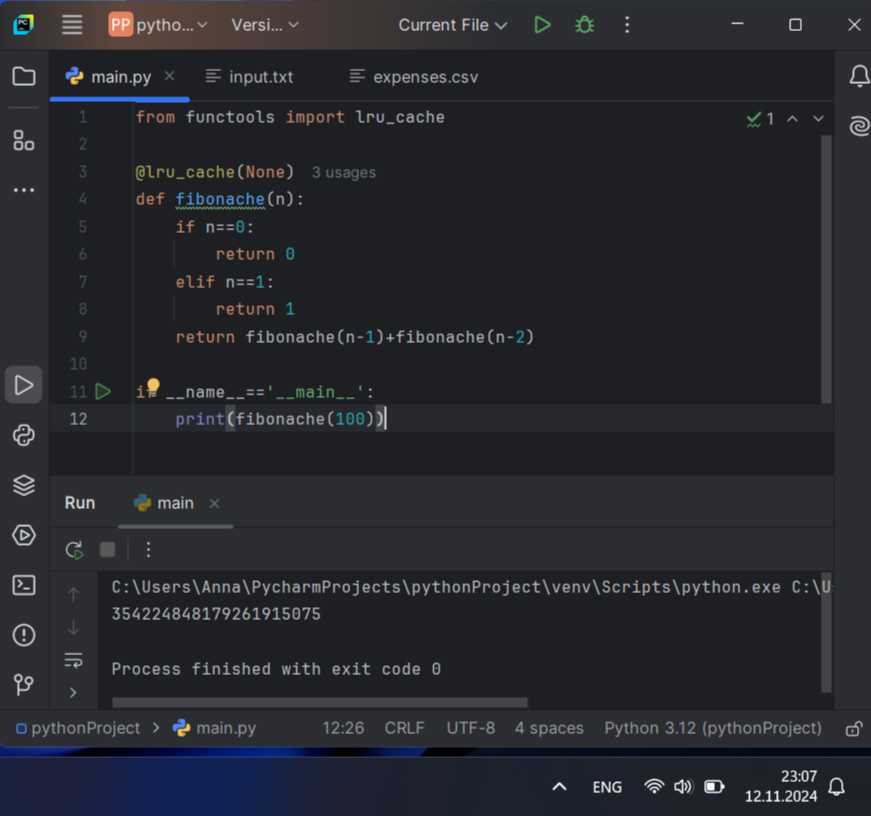 PC PP pytho... Versi... Current File
main.py input.txt expenses.csv
1 from functools import lru_cache 1
2
3 @lru_cache(None) 3 usages
4 def fibonache(n):
5 if n==0:
6 return 0
7 elif n==1:
8 return 1
9 return fibonache(n-1)+fibonache(n-2)
10
11 if __name__=='__main__':
12 print(fibonache(100))
Run main
C:\Users\Anna\PycharmProjects\pythonProject\venv\Scripts\python.exe C:\U
354224848179261915075
Process finished with exit code 0
pythonProject > main.py 12:26 CRLF UTF-8 4 spaces Python 3.12 (pythonProject)
ENG 23:07
12.11.2024